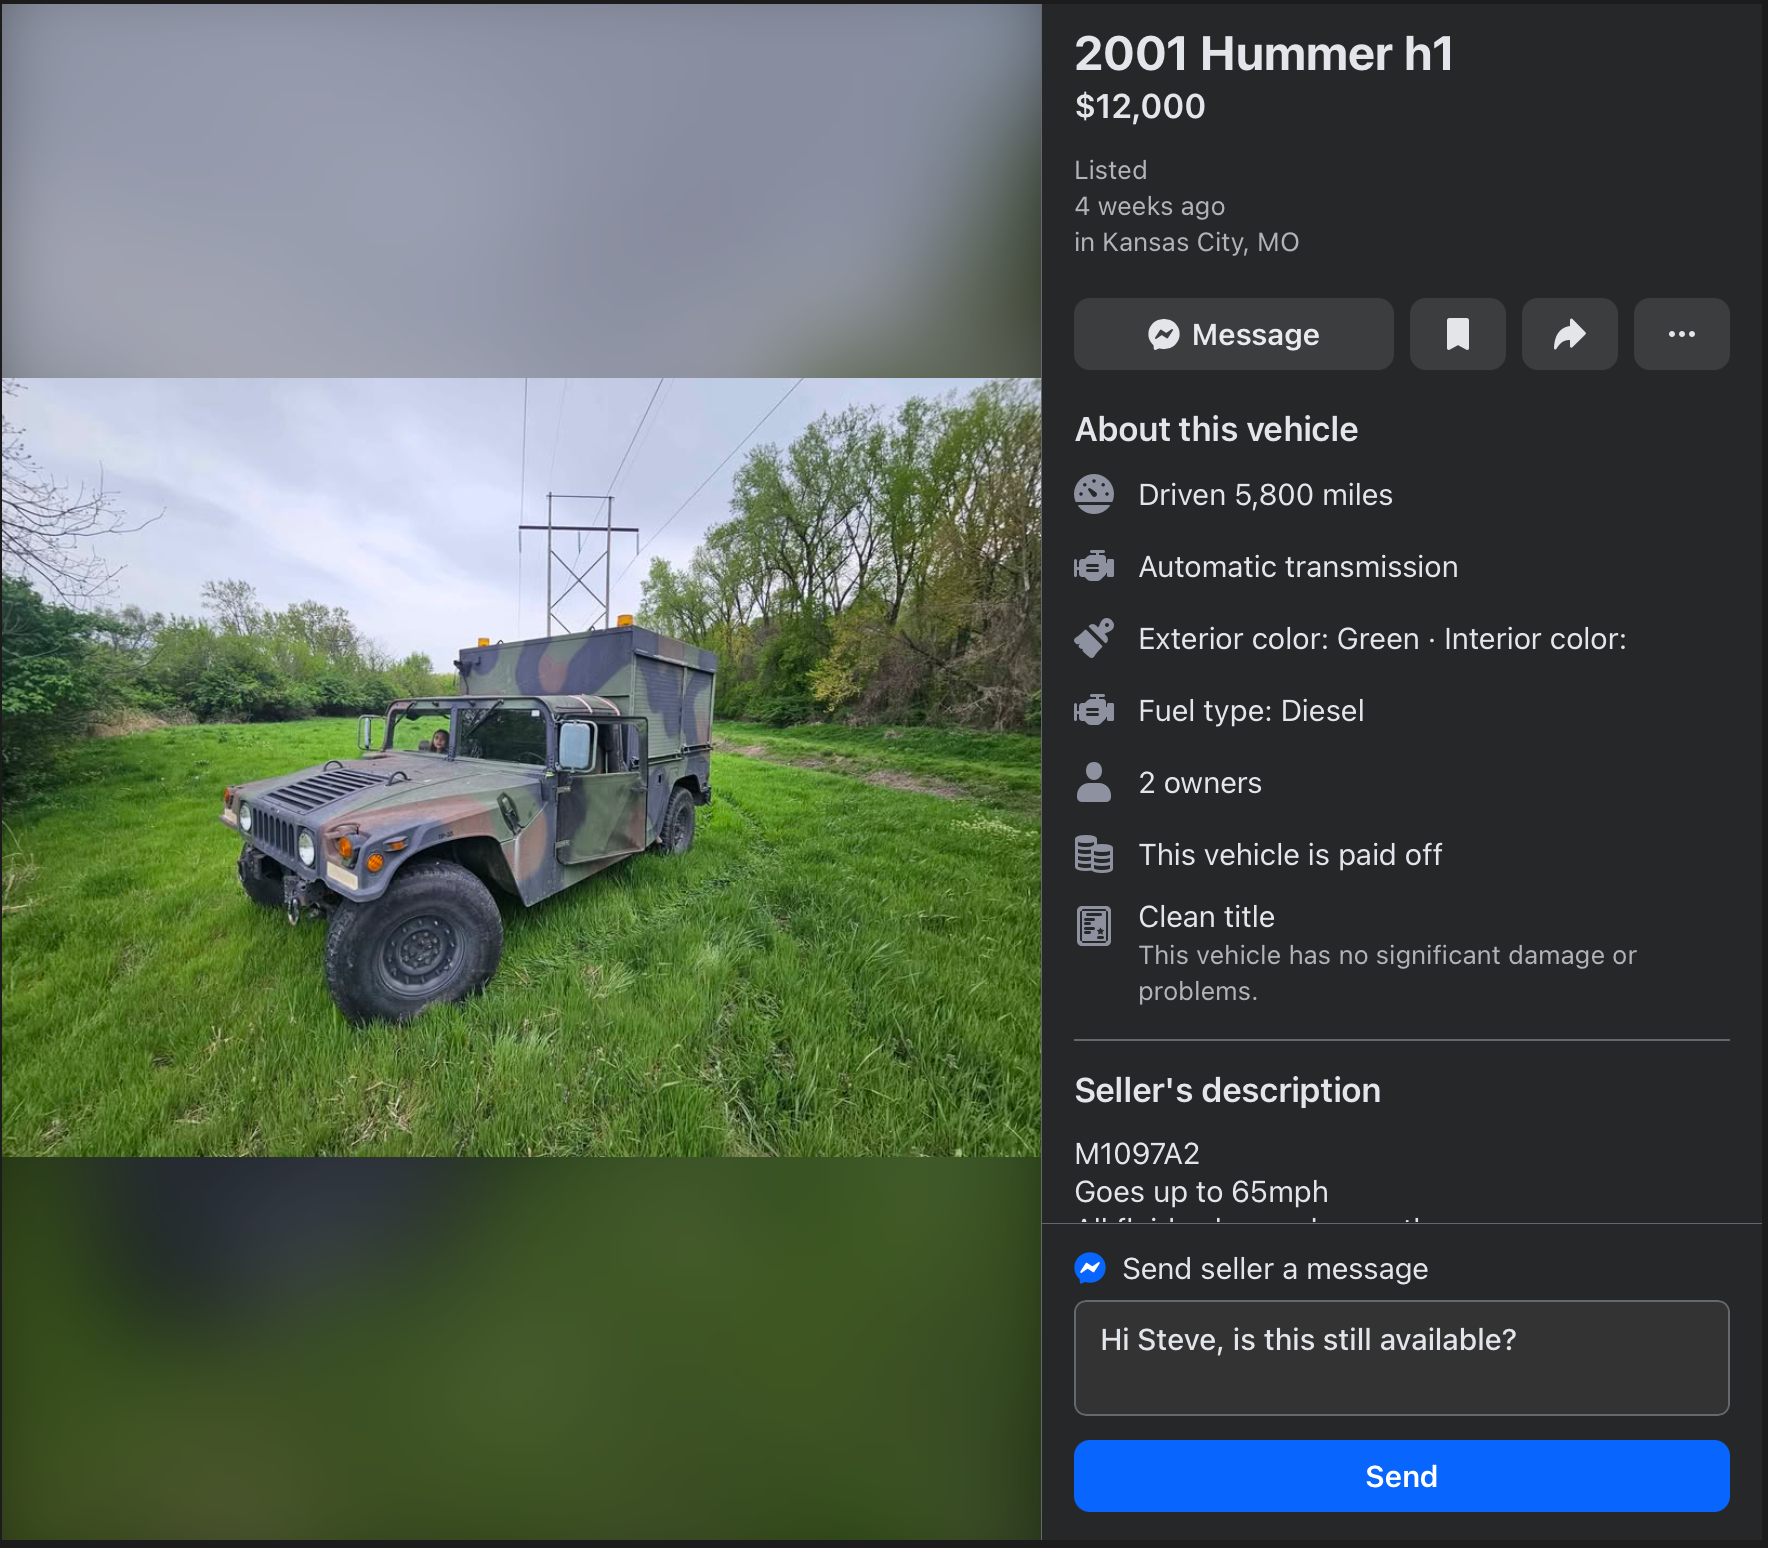 2001 Hummer h1
$12,000
Listed
4 weeks ago
in Kansas City, MO
Message
About this vehicle
Driven 5,800 miles
Automatic transmission
Exterior color: Green · Interior color:
Fuel type: Diesel
2 owners
This vehicle is paid off
Clean title
This vehicle has no significant damage or
problems.
Seller's description
M1097A2
Goes up to 65mph
Send seller a message
Hi Steve, is this still available?
Send